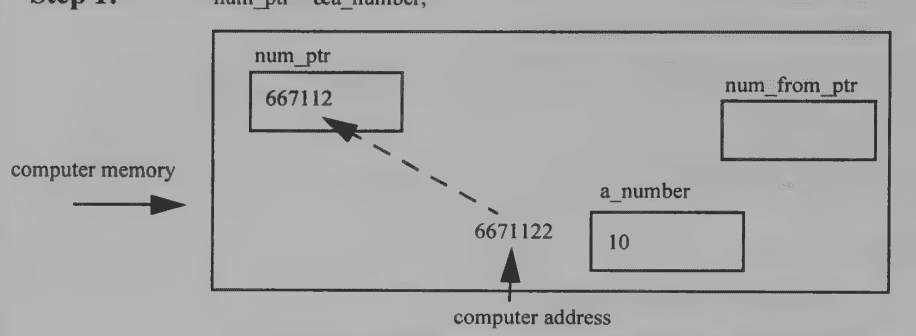 num_ptr
667112
num_from_ptr
computer memory
a_number
6671122
10
computer address